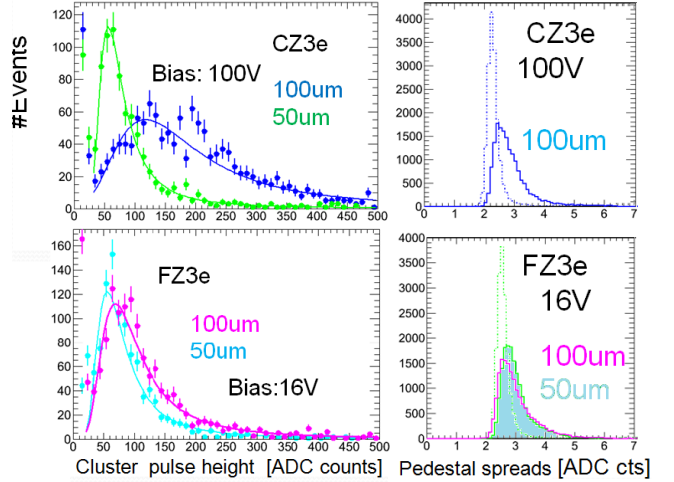 #Events
120
100
80
60
40
20
0
CZ3e
Bias: 100V
100um
50um
0 50 100 150 200 250 300 350 400 450 500
4000
3500
3000
2500
2000
1500
1000
500
0
CZ3e
100V
100um
0 1 2 3 4 5 6 7
160
140
120
100
80
60
40
20
0
FZ3e
100um
50um
Bias:16V
0 50 100 150 200 250 300 350 400 450 500
Cluster pulse height [ADC counts]
4000
3500
3000
2500
2000
1500
1000
500
0
FZ3e
16V
100um
50um
0 1 2 3 4 5 6 7
Pedestal spreads [ADC cts]